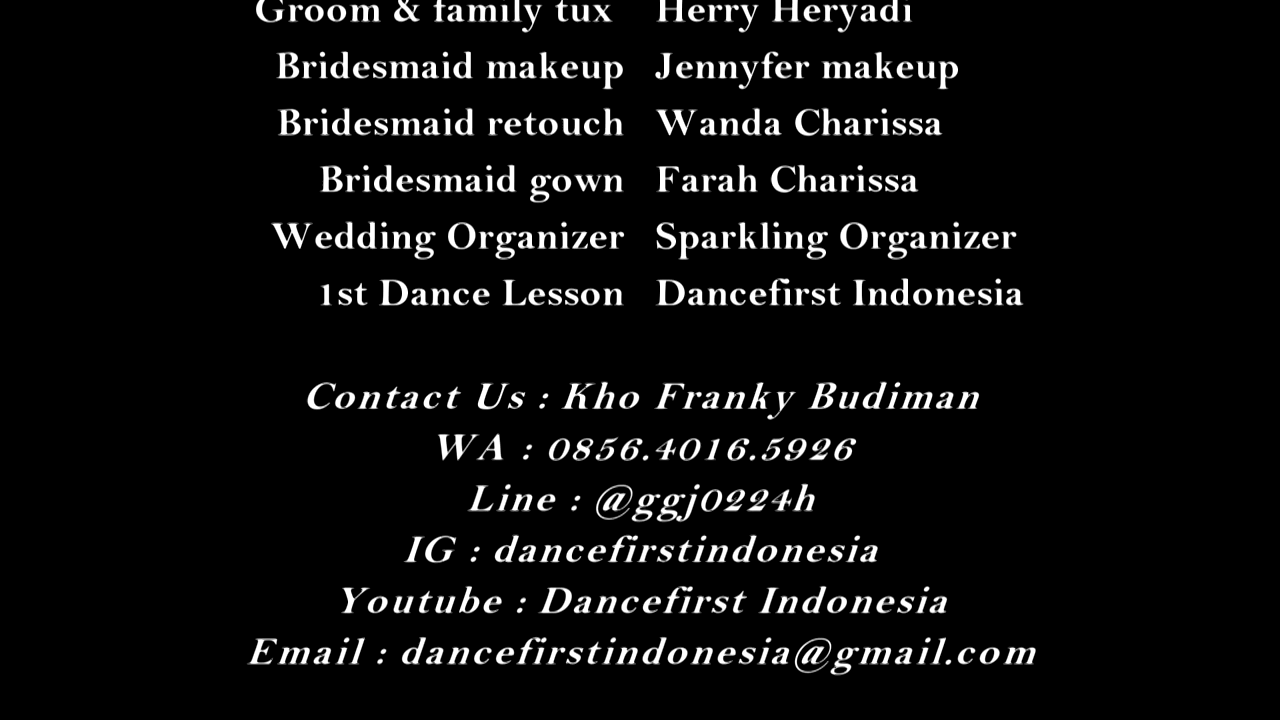 Groom & family tux Herry Heryadi
Bridesmaid makeup Jennyfer makeup
Bridesmaid retouch Wanda Charissa
Bridesmaid gown Farah Charissa
Wedding Organizer Sparkling Organizer
1st Dance Lesson Dancefirst Indonesia
Contact Us : Kho Franky Budiman
WA : 0856.4016.5926
Line : @ggj0224h
IG : dancefirstindonesia
Youtube : Dancefirst Indonesia
Email : dancefirstindonesia@gmail.com